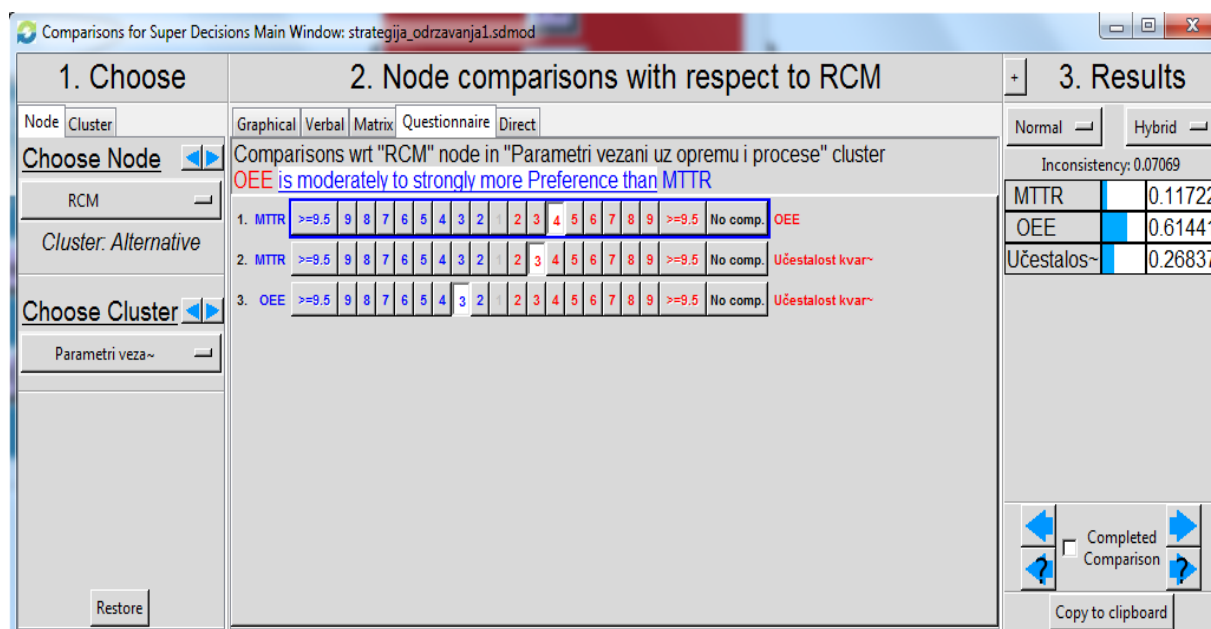 Comparisons for Super Decisions Main Window: strategija_odrzavanja1.sdmod
1. Choose
2. Node comparisons with respect to RCM
+ 3. Results
Node Cluster
Choose Node
RCM
Cluster: Alternative
Choose Cluster
Parametri veza~
Restore
Graphical Verbal Matrix Questionnaire Direct
Comparisons wrt "RCM" node in "Parametri vezani uz opremu i procese" cluster
OEE is moderately to strongly more Preference than MTTR
1. MTTR >=9.5 9 8 7 6 5 4 3 2 1 2 3 4 5 6 7 8 9 >=9.5 No comp. OEE
2. MTTR >=9.5 9 8 7 6 5 4 3 2 1 2 3 4 5 6 7 8 9 >=9.5 No comp. Učestalost kvar~
3. OEE >=9.5 9 8 7 6 5 4 3 2 1 2 3 4 5 6 7 8 9 >=9.5 No comp. Učestalost kvar~
Normal Hybrid
Inconsistency: 0.07069
MTTR 0.11722
OEE 0.61441
Učestalos~ 0.26837
Completed
Comparison
? ?
Copy to clipboard